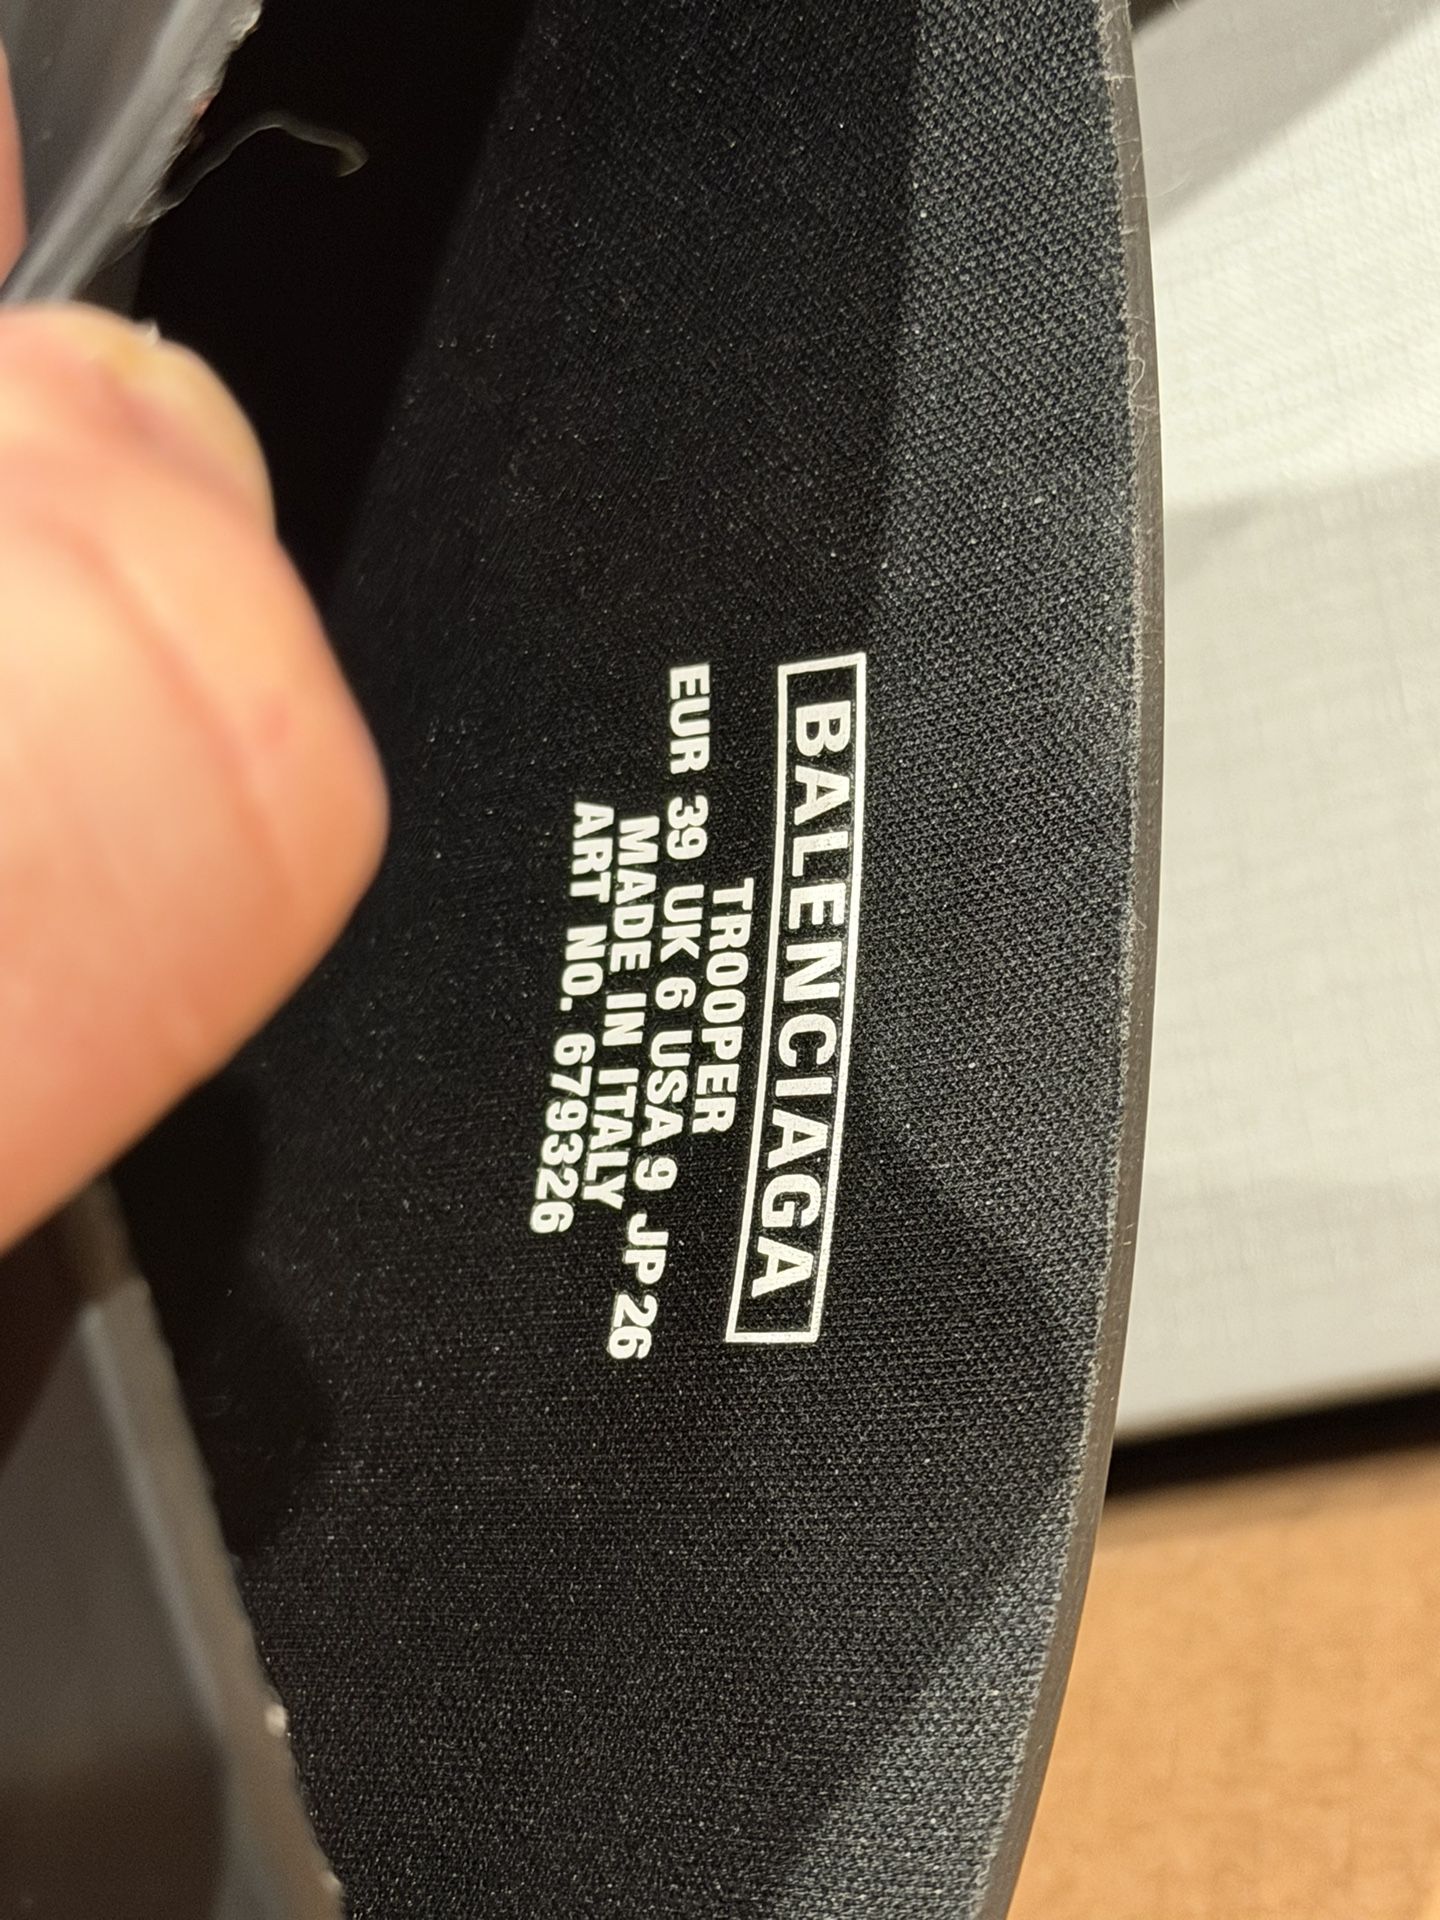 BALENCIAGA
TROOPER
EUR 39 UK 6 USA 9 JP 26
MADE IN ITALY
ART NO. 679326